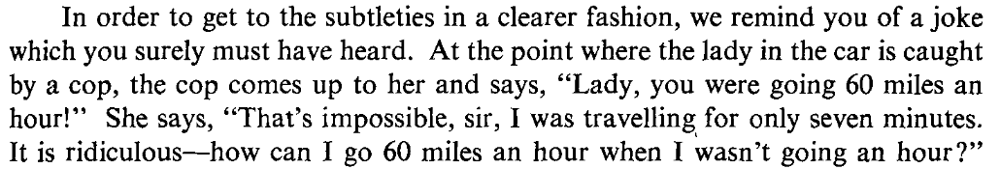 In order to get to the subtleties in a clearer fashion, we remind you of a joke
which you surely must have heard. At the point where the lady in the car is caught
by a cop, the cop comes up to her and says, “Lady, you were going 60 miles an
hour!” She says, “That’s impossible, sir, I was travelling for only seven minutes.
It is ridiculous—how can I go 60 miles an hour when I wasn’t going an hour?”